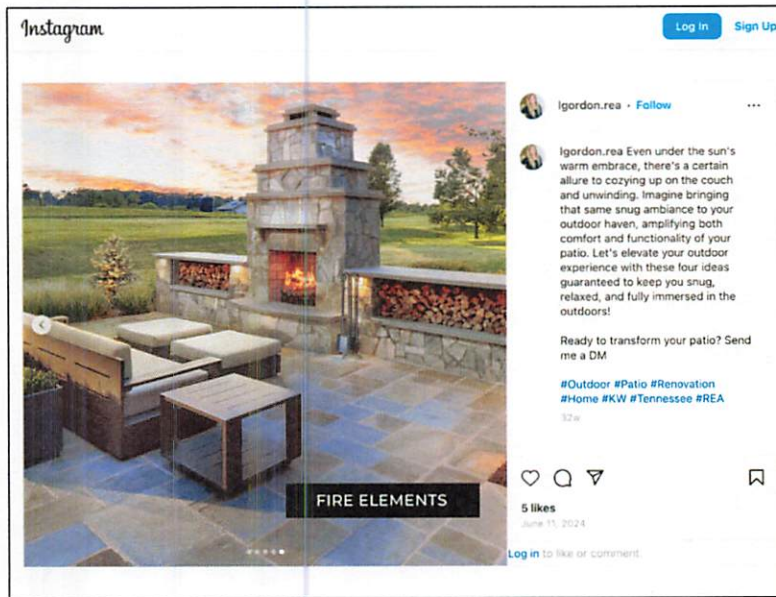 Instagram
Log In
Sign Up
lgordon.rea • Follow
lgordon.rea Even under the sun's
warm embrace, there's a certain
allure to cozying up on the couch
and unwinding. Imagine bringing
that same snug ambiance to your
outdoor haven, amplifying both
comfort and functionality of your
patio. Let's elevate your outdoor
experience with these four ideas
guaranteed to keep you snug,
relaxed, and fully immersed in the
outdoors!
Ready to transform your patio? Send
me a DM
#Outdoor #Patio #Renovation
#Home #KW #Tennessee #REA
52w
FIRE ELEMENTS
5 likes
June 11, 2024
Log in to like or comment.